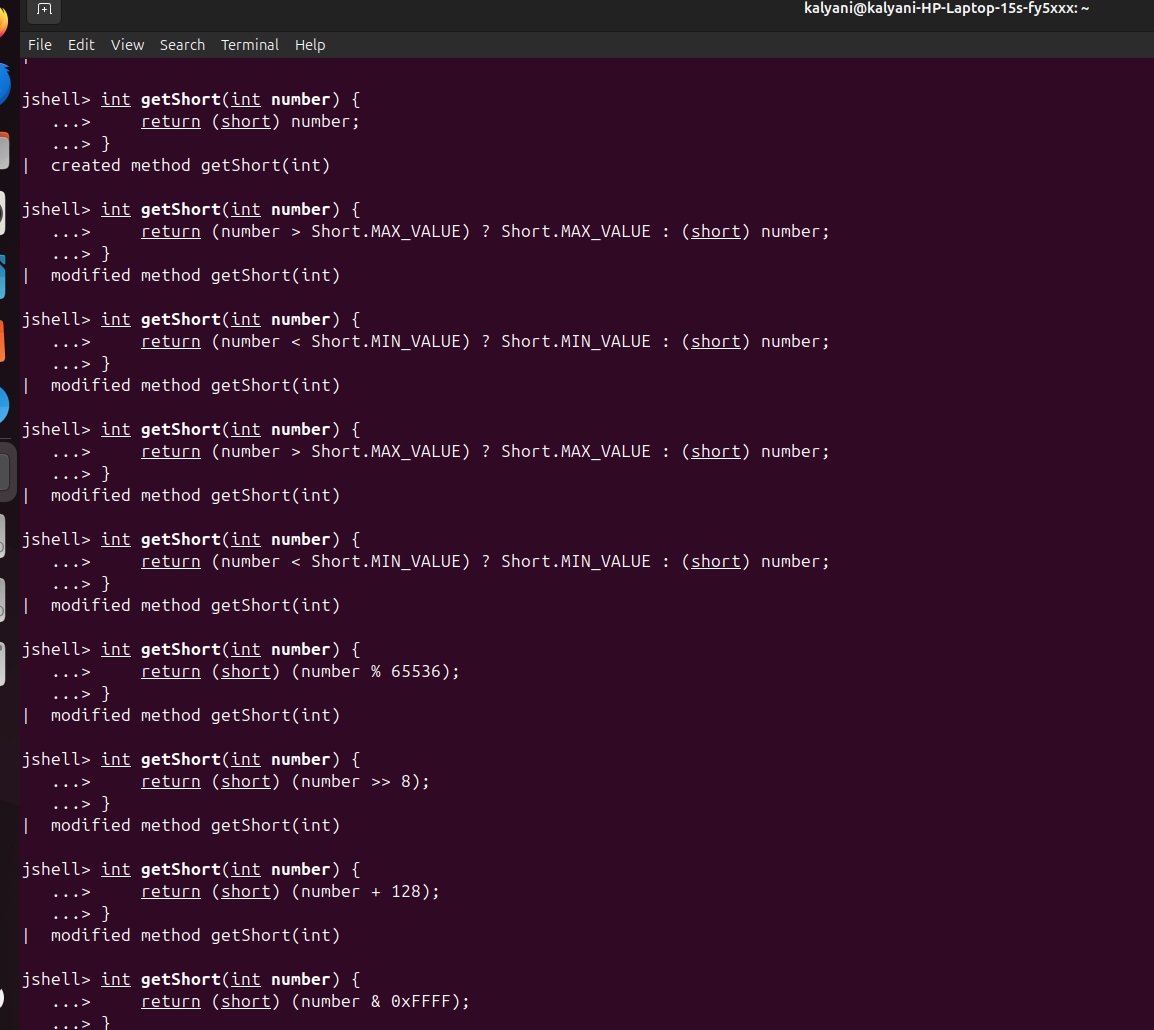 kalyani@kalyani-HP-Laptop-15s-fy5xxx: ~
File Edit View Search Terminal Help
|
jshell> int getShort(int number) {
   ...>     return (short) number;
   ...> }
|  created method getShort(int)
jshell> int getShort(int number) {
   ...>     return (number > Short.MAX_VALUE) ? Short.MAX_VALUE : (short) number;
   ...> }
|  modified method getShort(int)
jshell> int getShort(int number) {
   ...>     return (number < Short.MIN_VALUE) ? Short.MIN_VALUE : (short) number;
   ...> }
|  modified method getShort(int)
jshell> int getShort(int number) {
   ...>     return (number > Short.MAX_VALUE) ? Short.MAX_VALUE : (short) number;
   ...> }
|  modified method getShort(int)
jshell> int getShort(int number) {
   ...>     return (number < Short.MIN_VALUE) ? Short.MIN_VALUE : (short) number;
   ...> }
|  modified method getShort(int)
jshell> int getShort(int number) {
   ...>     return (short) (number % 65536);
   ...> }
|  modified method getShort(int)
jshell> int getShort(int number) {
   ...>     return (short) (number >> 8);
   ...> }
|  modified method getShort(int)
jshell> int getShort(int number) {
   ...>     return (short) (number + 128);
   ...> }
|  modified method getShort(int)
jshell> int getShort(int number) {
   ...>     return (short) (number & 0xFFFF);
   ...> }